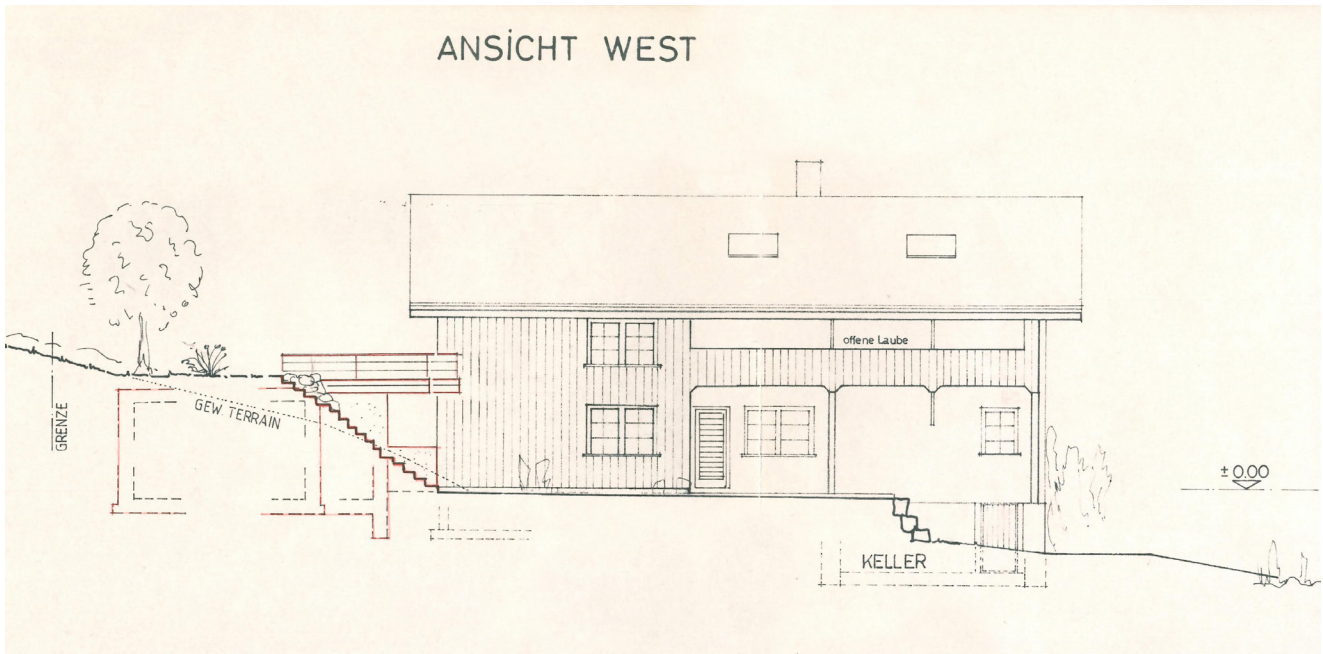 ANSICHT WEST
offene Laube
GEW TERRAIN
GRENZE
± 0.00
KELLER